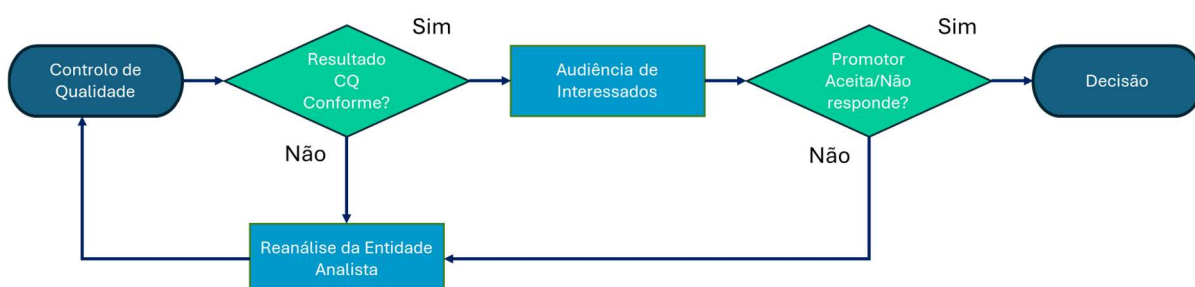 Sim
Sim
Controlo de
Qualidade
Resultado
CQ
Conforme?
Audiência de
Interessados
Promotor
Aceita/Não
responde?
Decisão
Não
Não
Reanálise da Entidade
Analista